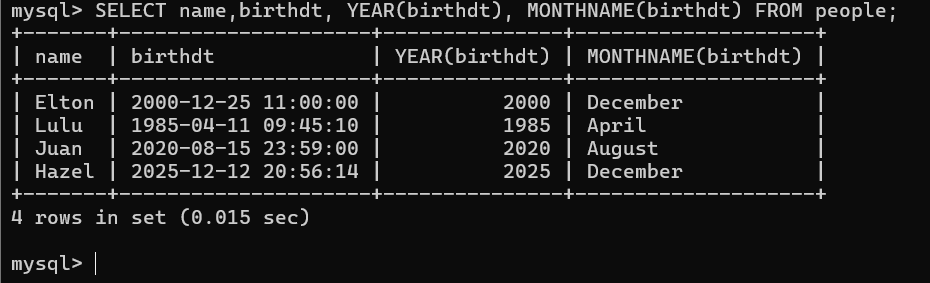 mysql> SELECT name,birthdt, YEAR(birthdt), MONTHNAME(birthdt) FROM people;
+-------+---------------------+---------------+--------------------+
| name  | birthdt             | YEAR(birthdt) | MONTHNAME(birthdt) |
+-------+---------------------+---------------+--------------------+
| Elton | 2000-12-25 11:00:00 |          2000 | December           |
| Lulu  | 1985-04-11 09:45:10 |          1985 | April              |
| Juan  | 2020-08-15 23:59:00 |          2020 | August             |
| Hazel | 2025-12-12 20:56:14 |          2025 | December           |
+-------+---------------------+---------------+--------------------+
4 rows in set (0.015 sec)
mysql>